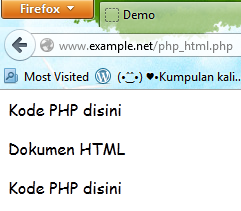 Firefox
Demo
www.example.net/php_html.php
Most Visited (•̃‿•̃) ♥•Kumpulan kali...
Kode PHP disini
Dokumen HTML
Kode PHP disini